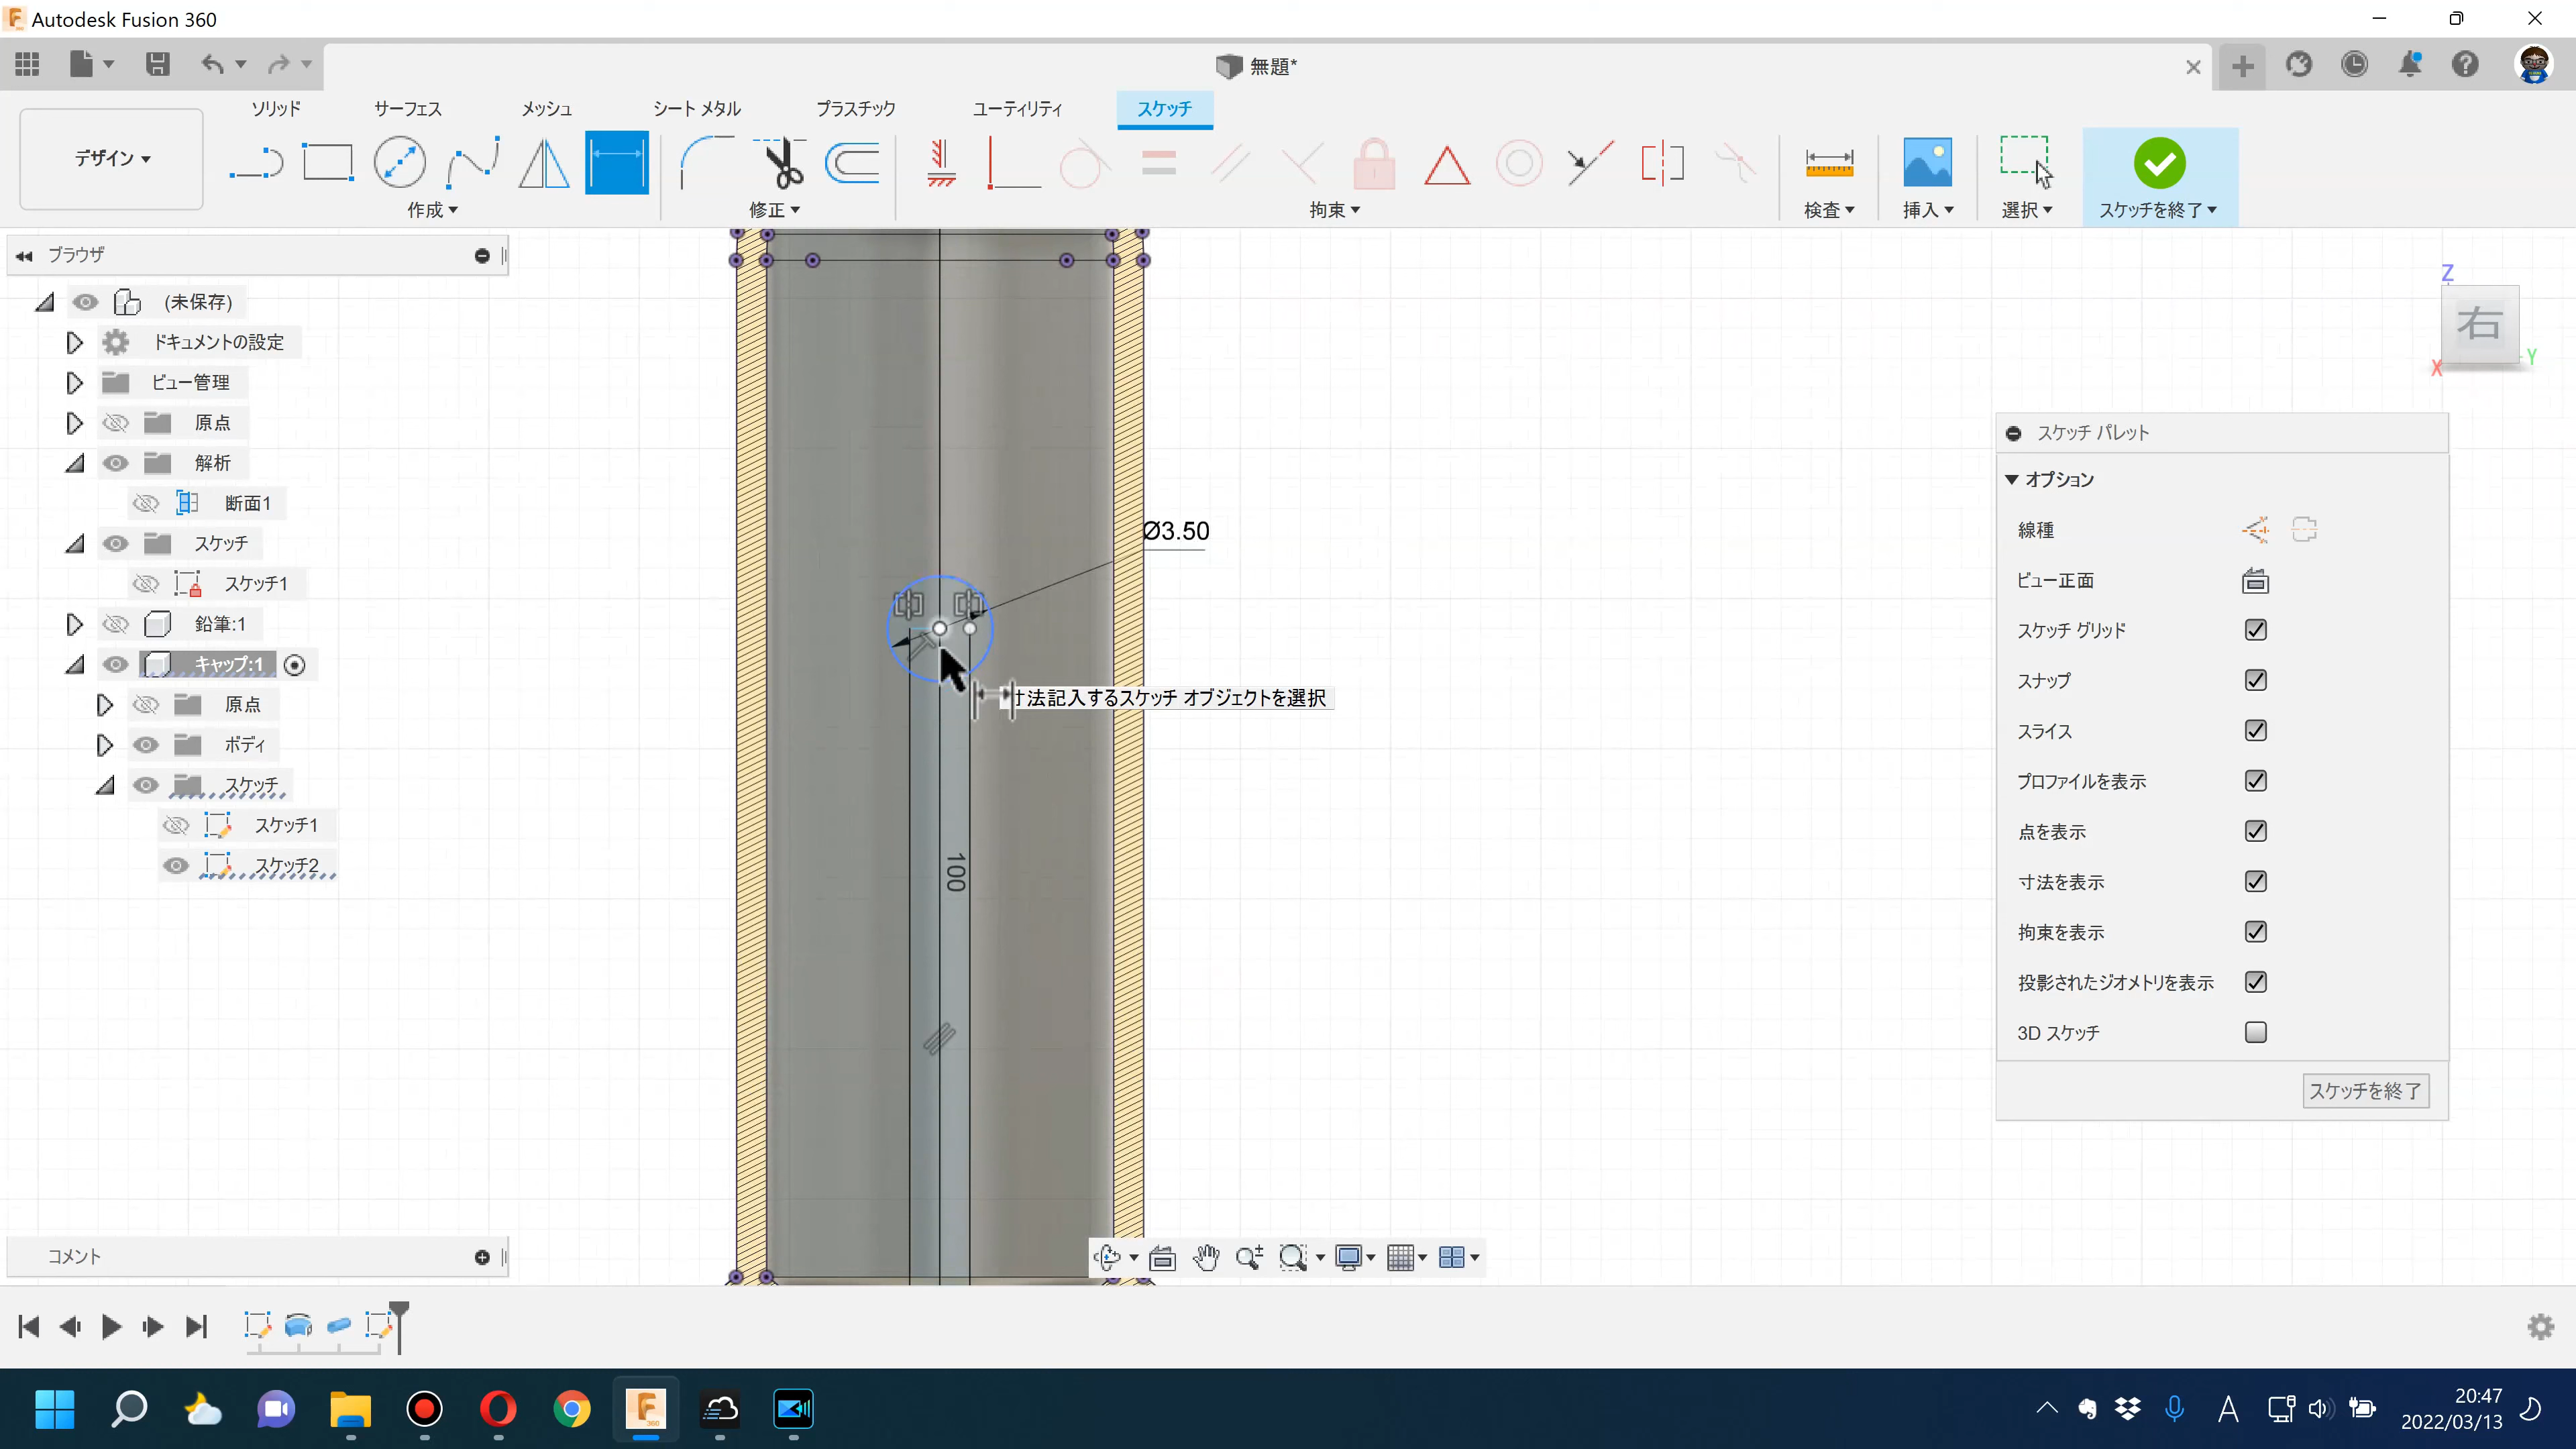 Autodesk Fusion 360
無題*
ソリッド サーフェス メッシュ シート メタル プラスチック ユーティリティ スケッチ
デザイン
作成 修正 拘束 検査 挿入 選択 スケッチを終了
ブラウザ
(未保存)
ドキュメントの設定
ビュー管理
原点
解析
断面1
スケッチ
スケッチ1
鉛筆:1
キャップ:1
原点
ボディ
スケッチ
スケッチ1
スケッチ2
コメント
Ø3.50
寸法記入するスケッチ オブジェクトを選択
100
Z
右
X
Y
スケッチ パレット
オプション
線種
ビュー正面
スケッチ グリッド
スナップ
スライス
プロファイルを表示
点を表示
寸法を表示
拘束を表示
投影されたジオメトリを表示
3D スケッチ
スケッチを終了
360
A
20:47
2022/03/13